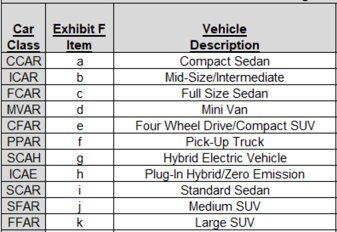 Car Class Exhibit F Item Vehicle Description
CCAR a Compact Sedan
ICAR b Mid-Size/Intermediate
FCAR c Full Size Sedan
MVAR d Mini Van
CFAR e Four Wheel Drive/Compact SUV
PPAR f Pick-Up Truck
SCAH g Hybrid Electric Vehicle
ICAE h Plug-In Hybrid/Zero Emission
SCAR i Standard Sedan
SFAR j Medium SUV
FFAR k Large SUV